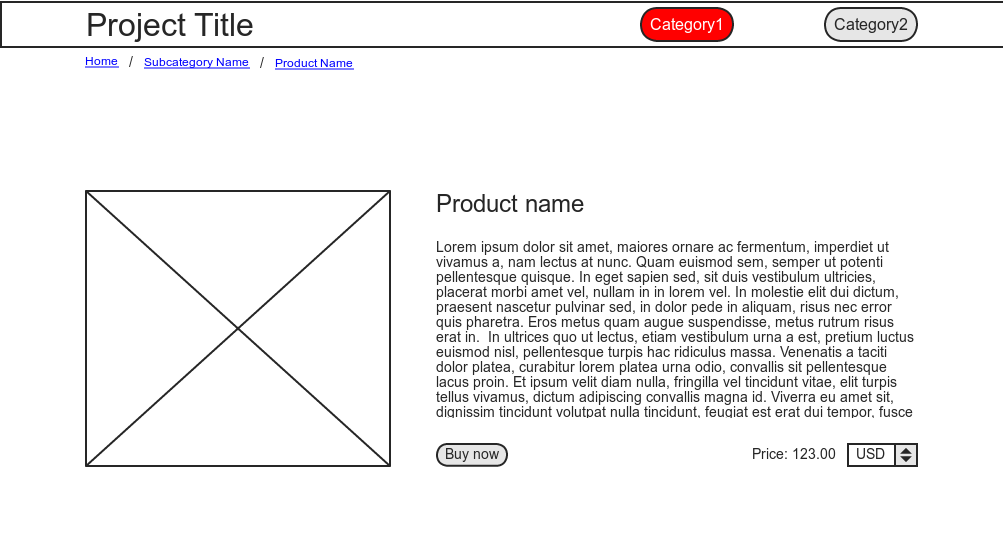 Project Title
Category1
Category2
Home / Subcategory Name / Product Name
Product name
Lorem ipsum dolor sit amet, maiores ornare ac fermentum, imperdiet ut
vivamus a, nam lectus at nunc. Quam euismod sem, semper ut potenti
pellentesque quisque. In eget sapien sed, sit duis vestibulum ultricies,
placerat morbi amet vel, nullam in in lorem vel. In molestie elit dui dictum,
praesent nascetur pulvinar sed, in dolor pede in aliquam, risus nec error
quis pharetra. Eros metus quam augue suspendisse, metus rutrum risus
erat in.  In ultrices quo ut lectus, etiam vestibulum urna a est, pretium luctus
euismod nisl, pellentesque turpis hac ridiculus massa. Venenatis a taciti
dolor platea, curabitur lorem platea urna odio, convallis sit pellentesque
lacus proin. Et ipsum velit diam nulla, fringilla vel tincidunt vitae, elit turpis
tellus vivamus, dictum adipiscing convallis magna id. Viverra eu amet sit,
dignissim tincidunt volutpat nulla tincidunt, feugiat est erat dui tempor, fusce
Buy now
Price: 123.00
USD